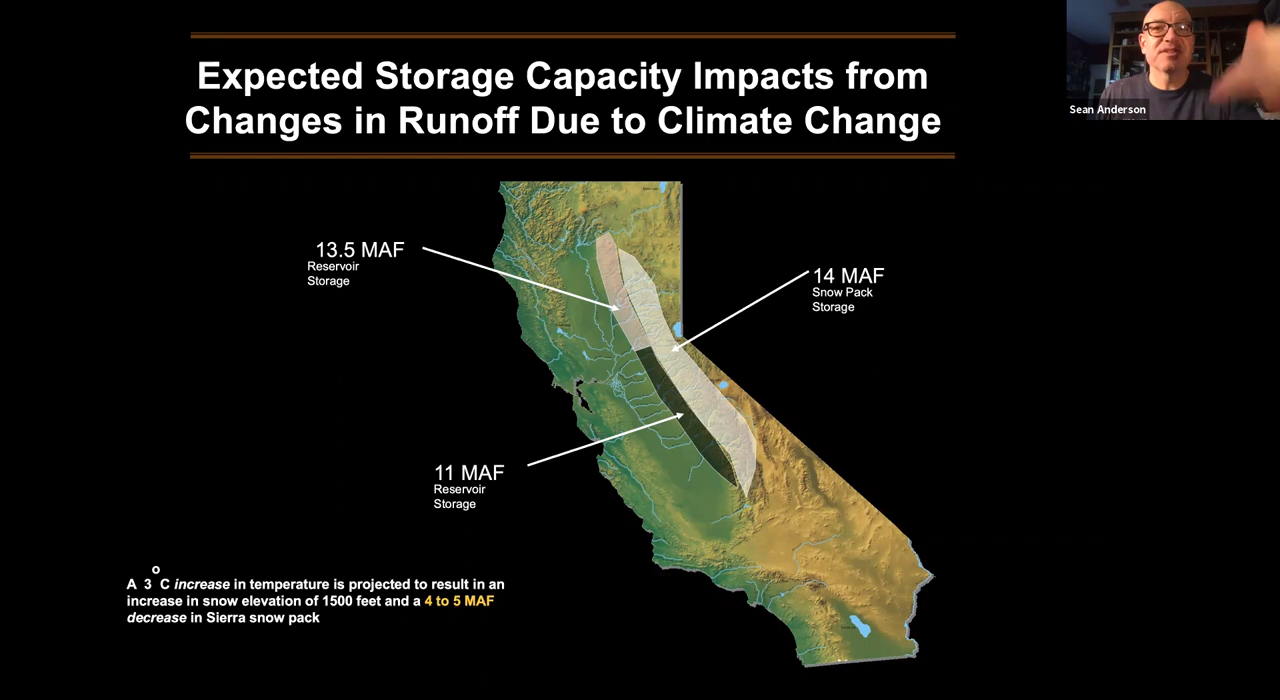 Expected Storage Capacity Impacts from
Changes in Runoff Due to Climate Change
Sean Anderson
13.5 MAF
Reservoir
Storage
14 MAF
Snow Pack
Storage
11 MAF
Reservoir
Storage
A 3 °C increase in temperature is projected to result in an
increase in snow elevation of 1500 feet and a 4 to 5 MAF
decrease in Sierra snow pack